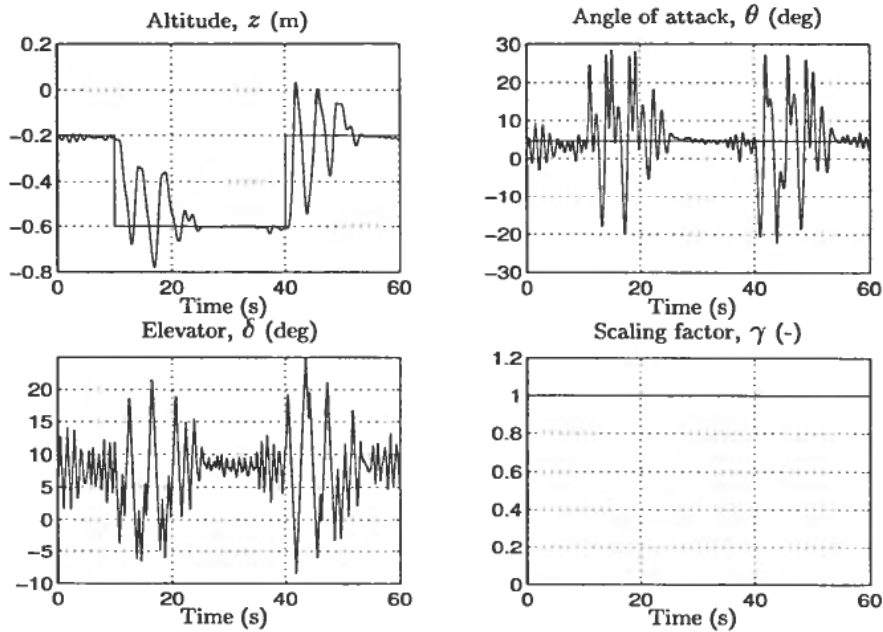 Altitude, z (m)
0.2
0
-0.2
-0.4
-0.6
-0.8
0 20 40 60
Time (s)
Angle of attack, θ (deg)
30
20
10
0
-10
-20
-30
0 20 40 60
Time (s)
Elevator, δ (deg)
20
15
10
5
0
-5
-10
0 20 40 60
Time (s)
Scaling factor, γ (-)
1.2
1
0.8
0.6
0.4
0.2
0
0 20 40 60
Time (s)